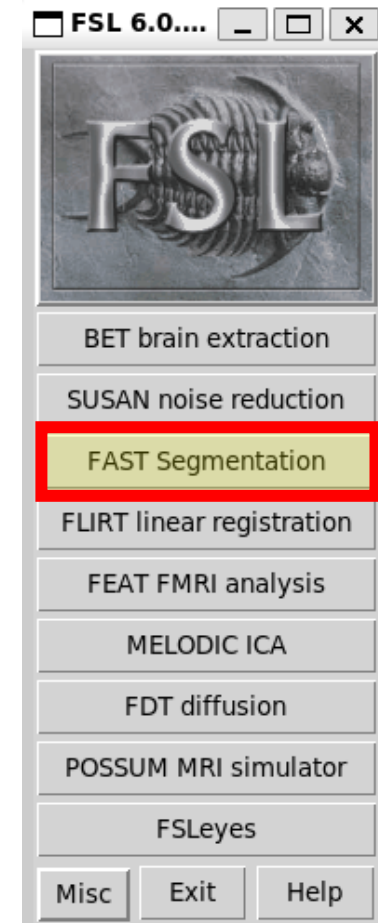 FSL 6.0....
FSL
BET brain extraction
SUSAN noise reduction
FAST Segmentation
FLIRT linear registration
FEAT FMRI analysis
MELODIC ICA
FDT diffusion
POSSUM MRI simulator
FSLeyes
Misc Exit Help